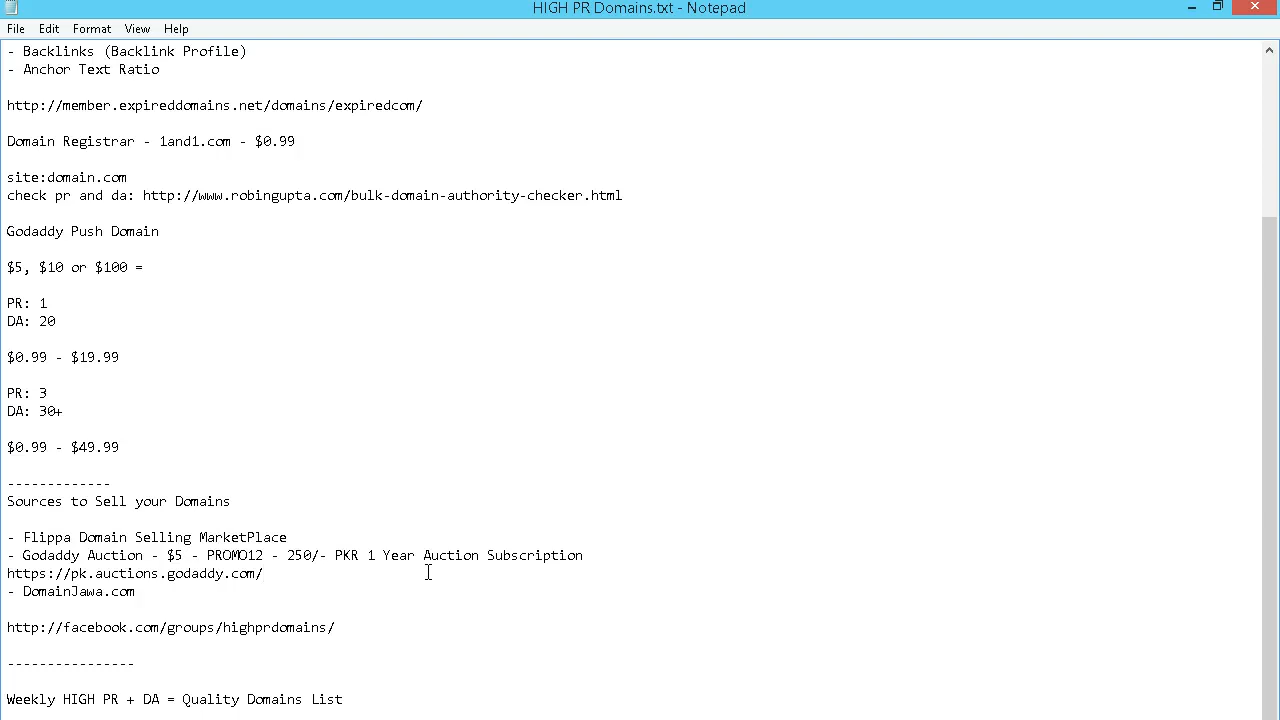 HIGH PR Domains.txt - Notepad
File Edit Format View Help
- Backlinks (Backlink Profile)
- Anchor Text Ratio
http://member.expireddomains.net/domains/expiredcom/
Domain Registrar - 1and1.com - $0.99
site:domain.com
check pr and da: http://www.robingupta.com/bulk-domain-authority-checker.html
Godaddy Push Domain
$5, $10 or $100 =
PR: 1
DA: 20
$0.99 - $19.99
PR: 3
DA: 30+
$0.99 - $49.99
-------------
Sources to Sell your Domains
- Flippa Domain Selling MarketPlace
- Godaddy Auction - $5 - PROMO12 - 250/- PKR 1 Year Auction Subscription
https://pk.auctions.godaddy.com/
- DomainJawa.com
http://facebook.com/groups/highprdomains/
----------------
Weekly HIGH PR + DA = Quality Domains List